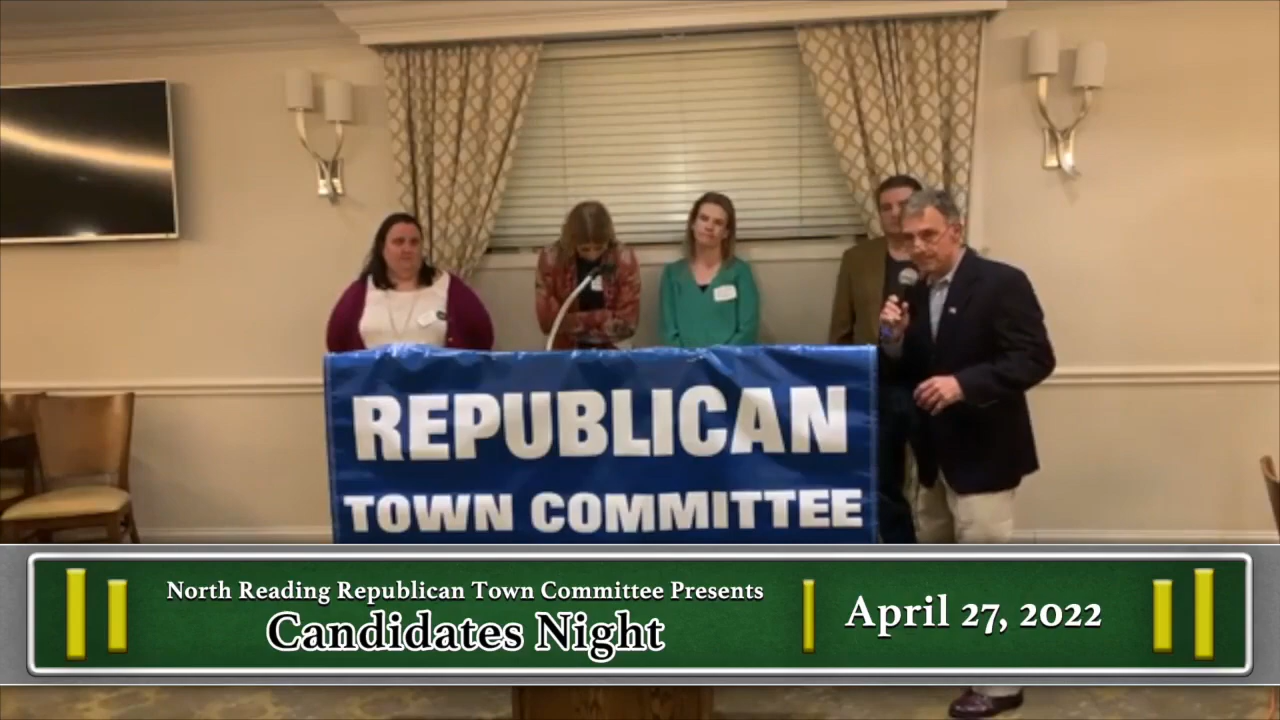 REPUBLICAN
TOWN COMMITTEE
North Reading Republican Town Committee Presents
Candidates Night
April 27, 2022